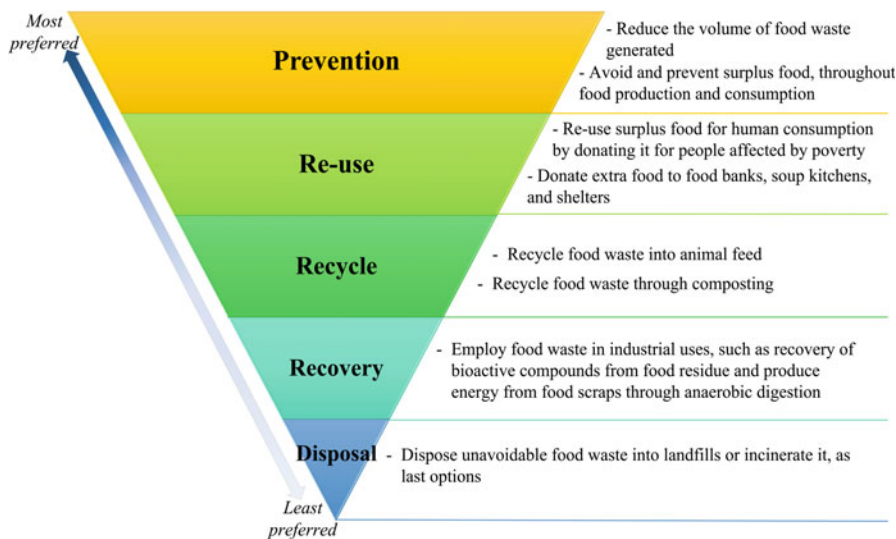 Most
preferred
Prevention
- Reduce the volume of food waste
generated
- Avoid and prevent surplus food, throughout
food production and consumption
Re-use
- Re-use surplus food for human consumption
by donating it for people affected by poverty
- Donate extra food to food banks, soup kitchens,
and shelters
Recycle
- Recycle food waste into animal feed
- Recycle food waste through composting
Recovery
- Employ food waste in industrial uses, such as recovery of
bioactive compounds from food residue and produce
energy from food scraps through anaerobic digestion
Disposal
- Dispose unavoidable food waste into landfills or incinerate it, as
last options
Least
preferred